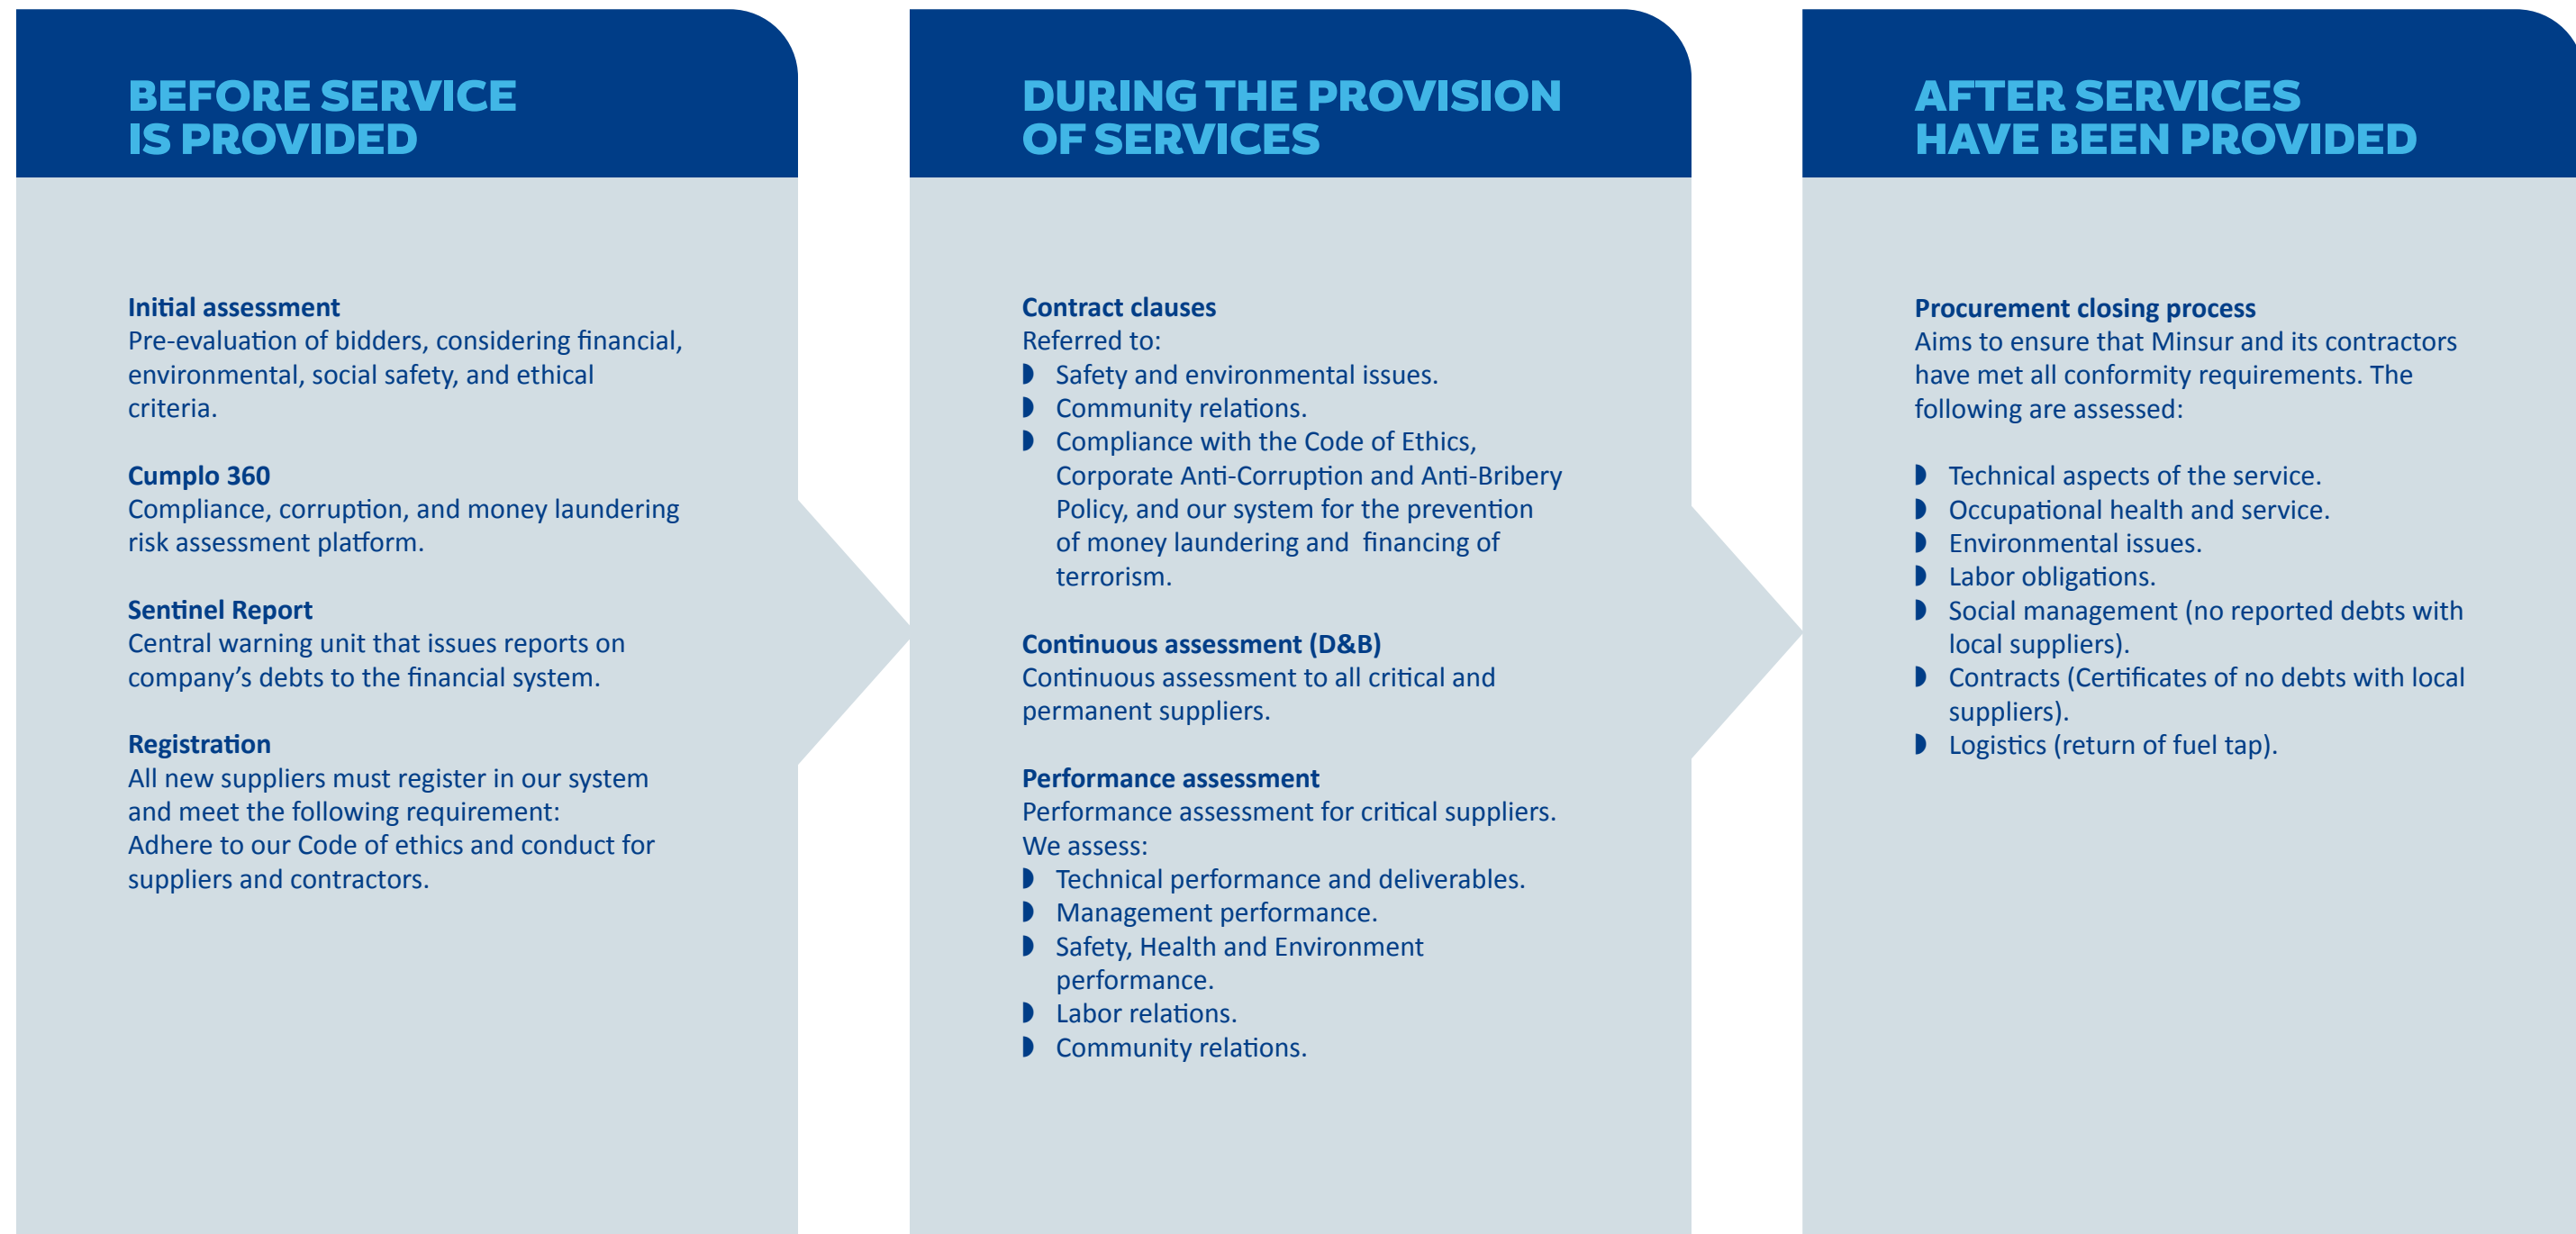 BEFORE SERVICE
IS PROVIDED
Initial assessment
Pre-evaluation of bidders, considering financial,
environmental, social safety, and ethical
criteria.
Cumplo 360
Compliance, corruption, and money laundering
risk assessment platform.
Sentinel Report
Central warning unit that issues reports on
company’s debts to the financial system.
Registration
All new suppliers must register in our system
and meet the following requirement:
Adhere to our Code of ethics and conduct for
suppliers and contractors.
DURING THE PROVISION
OF SERVICES
Contract clauses
Referred to:
Safety and environmental issues.
Community relations.
Compliance with the Code of Ethics,
Corporate Anti-Corruption and Anti-Bribery
Policy, and our system for the prevention
of money laundering and  financing of
terrorism.
Continuous assessment (D&B)
Continuous assessment to all critical and
permanent suppliers.
Performance assessment
Performance assessment for critical suppliers.
We assess:
Technical performance and deliverables.
Management performance.
Safety, Health and Environment
performance.
Labor relations.
Community relations.
AFTER SERVICES
HAVE BEEN PROVIDED
Procurement closing process
Aims to ensure that Minsur and its contractors
have met all conformity requirements. The
following are assessed:
Technical aspects of the service.
Occupational health and service.
Environmental issues.
Labor obligations.
Social management (no reported debts with
local suppliers).
Contracts (Certificates of no debts with local
suppliers).
Logistics (return of fuel tap).